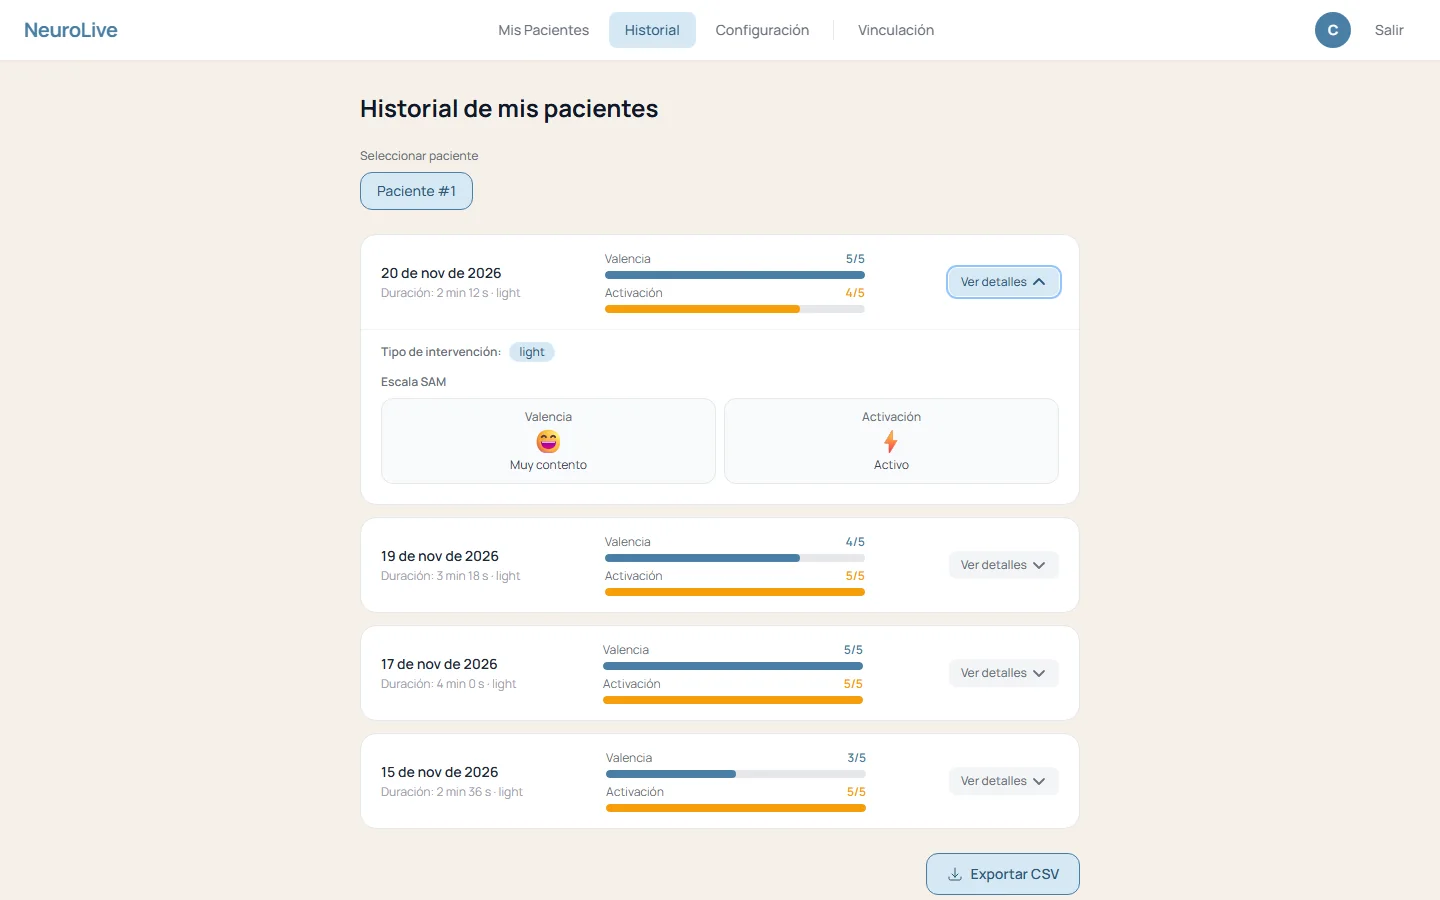 NeuroLive
Mis Pacientes
Historial
Configuración
Vinculación
C
Salir
Historial de mis pacientes
Seleccionar paciente
Paciente #1
20 de nov de 2026
Duración: 2 min 12 s · light
Valencia 5/5
Activación 4/5
Ver detalles
Tipo de intervención: light
Escala SAM
Valencia
Muy contento
Activación
Activo
19 de nov de 2026
Duración: 3 min 18 s · light
Valencia 4/5
Activación 5/5
Ver detalles
17 de nov de 2026
Duración: 4 min 0 s · light
Valencia 5/5
Activación 5/5
Ver detalles
15 de nov de 2026
Duración: 2 min 36 s · light
Valencia 3/5
Activación 5/5
Ver detalles
Exportar CSV